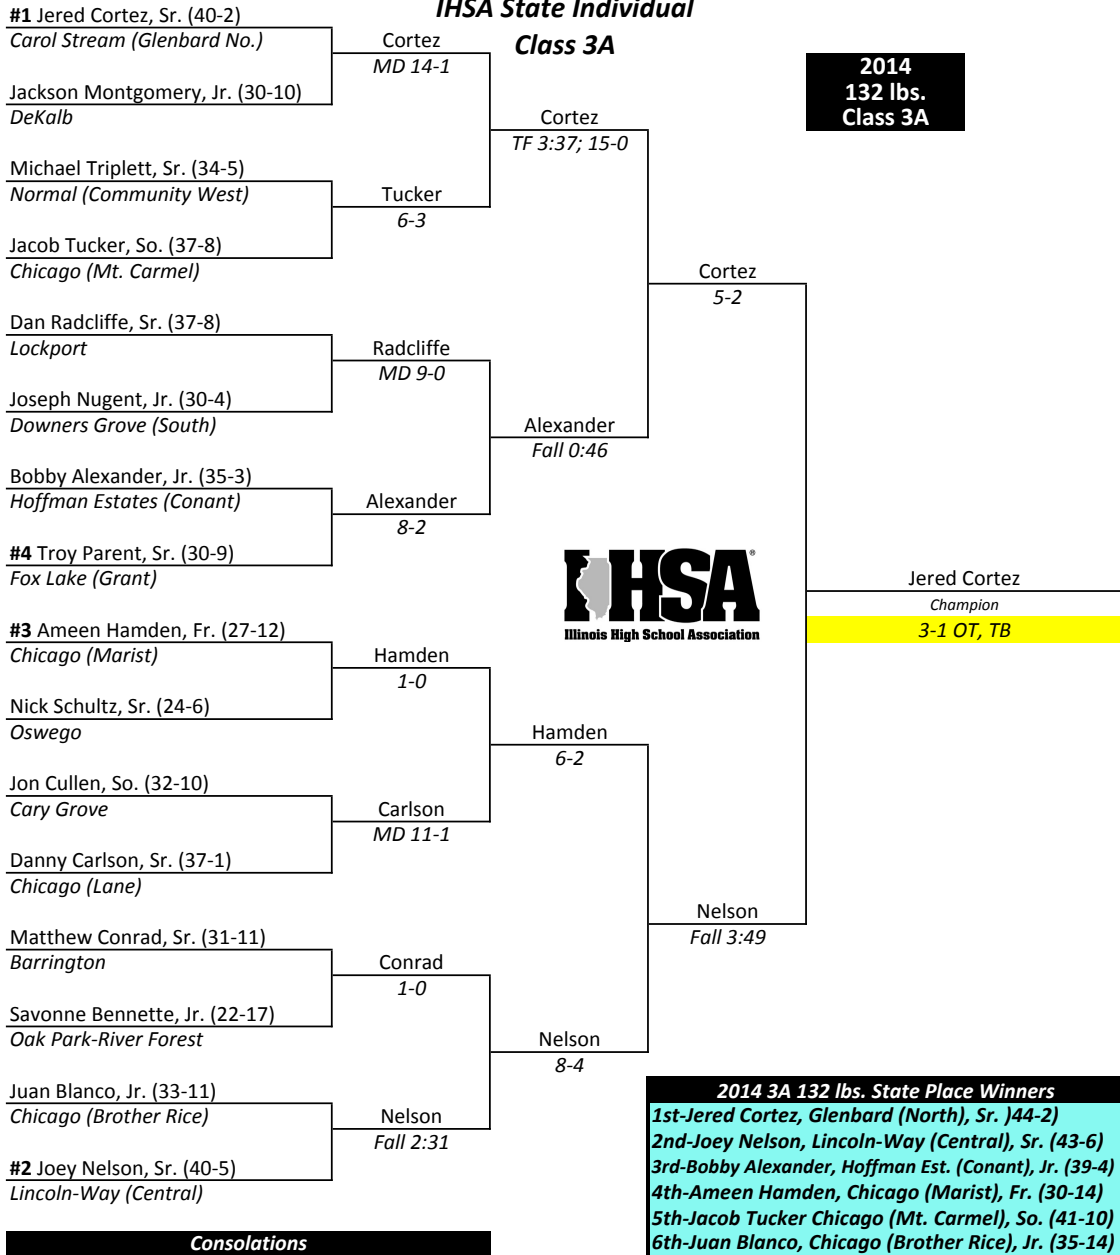 IHSA State Individual
Class 3A
2014
132 lbs.
Class 3A
#1 Jered Cortez, Sr. (40-2)
Carol Stream (Glenbard No.)
Cortez
MD 14-1
Jackson Montgomery, Jr. (30-10)
DeKalb
Cortez
TF 3:37; 15-0
Michael Triplett, Sr. (34-5)
Normal (Community West)
Tucker
6-3
Jacob Tucker, So. (37-8)
Chicago (Mt. Carmel)
Cortez
5-2
Dan Radcliffe, Sr. (37-8)
Lockport
Radcliffe
MD 9-0
Joseph Nugent, Jr. (30-4)
Downers Grove (South)
Alexander
Fall 0:46
Bobby Alexander, Jr. (35-3)
Hoffman Estates (Conant)
Alexander
8-2
#4 Troy Parent, Sr. (30-9)
Fox Lake (Grant)
IHSA®
Illinois High School Association
Jered Cortez
Champion
3-1 OT, TB
#3 Ameen Hamden, Fr. (27-12)
Chicago (Marist)
Hamden
1-0
Nick Schultz, Sr. (24-6)
Oswego
Hamden
6-2
Jon Cullen, So. (32-10)
Cary Grove
Carlson
MD 11-1
Danny Carlson, Sr. (37-1)
Chicago (Lane)
Nelson
Fall 3:49
Matthew Conrad, Sr. (31-11)
Barrington
Conrad
1-0
Savonne Bennette, Jr. (22-17)
Oak Park-River Forest
Nelson
8-4
Juan Blanco, Jr. (33-11)
Chicago (Brother Rice)
Nelson
Fall 2:31
#2 Joey Nelson, Sr. (40-5)
Lincoln-Way (Central)
2014 3A 132 lbs. State Place Winners
1st-Jered Cortez, Glenbard (North), Sr. )44-2)
2nd-Joey Nelson, Lincoln-Way (Central), Sr. (43-6)
3rd-Bobby Alexander, Hoffman Est. (Conant), Jr. (39-4)
4th-Ameen Hamden, Chicago (Marist), Fr. (30-14)
5th-Jacob Tucker Chicago (Mt. Carmel), So. (41-10)
6th-Juan Blanco, Chicago (Brother Rice), Jr. (35-14)
Consolations